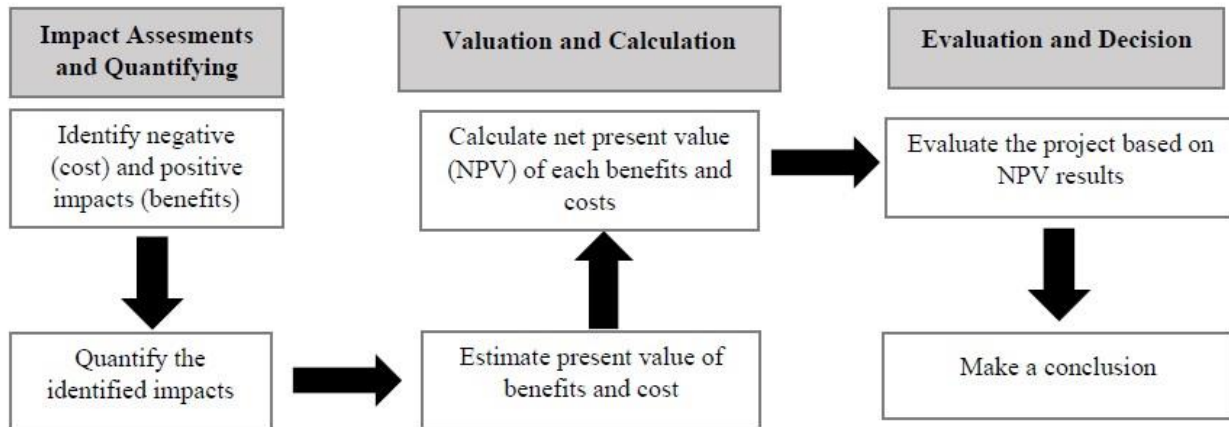 Impact Assesments
and Quantifying
Identify negative
(cost) and positive
impacts (benefits)
Quantify the
identified impacts
Valuation and Calculation
Calculate net present value
(NPV) of each benefits and
costs
Estimate present value of
benefits and cost
Evaluation and Decision
Evaluate the project based on
NPV results
Make a conclusion